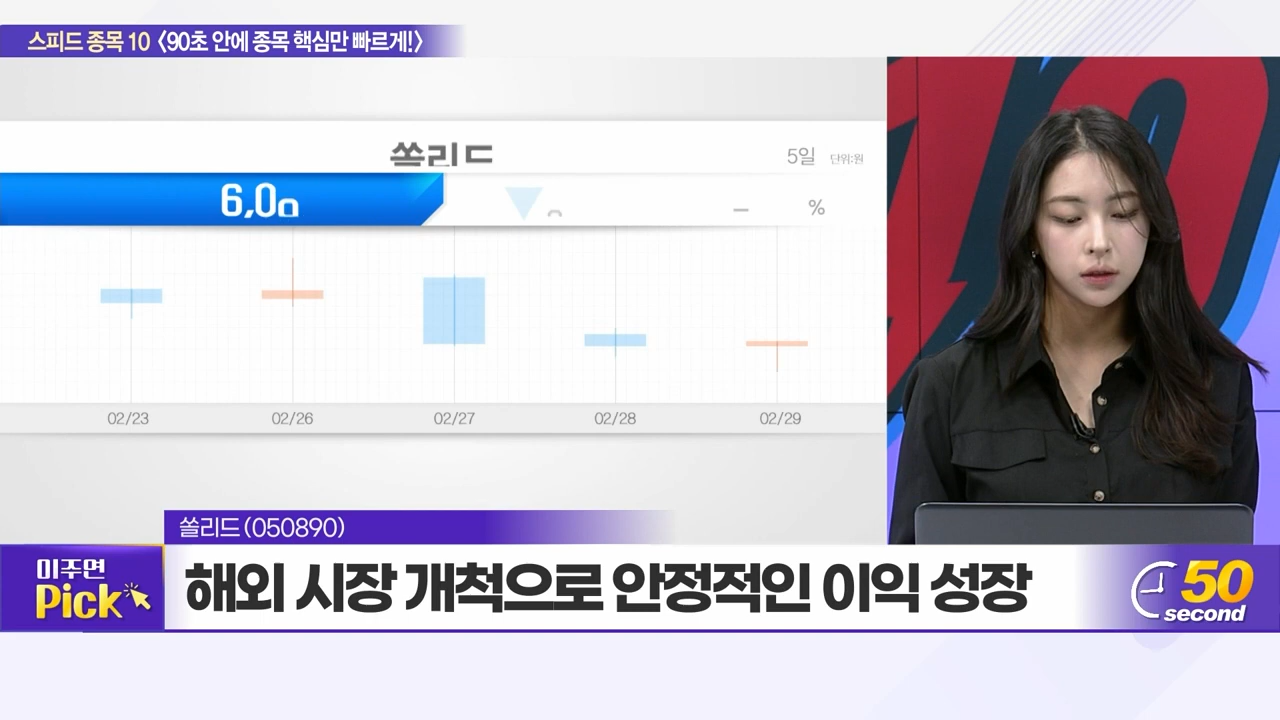 스피드 종목 10 〈90초 안에 종목 핵심만 빠르게!〉
쏠리드
5일 단위:원
%
02/23 02/26 02/27 02/28 02/29
쏠리드(050890)
미주면
Pick
해외 시장 개척으로 안정적인 이익 성장
50
second